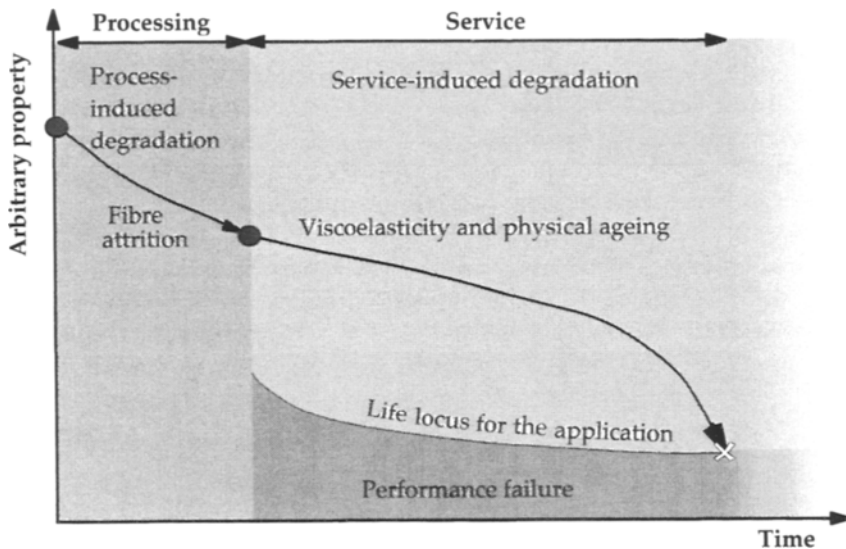 Processing
Service
Process-
induced
degradation
Service-induced degradation
Arbitrary property
Fibre
attrition
Viscoelasticity and physical ageing
Life locus for the application
Performance failure
Time